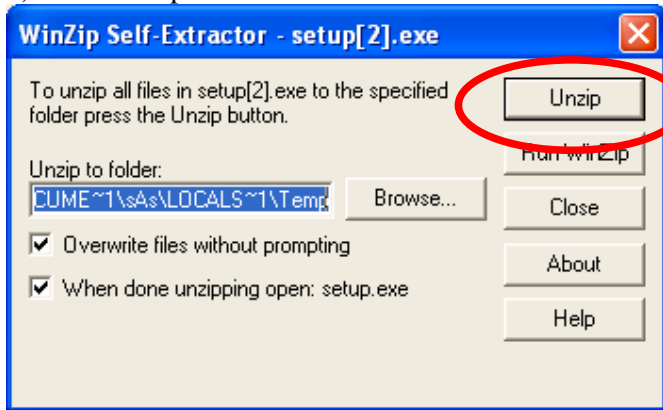 WinZip Self-Extractor - setup[2].exe
To unzip all files in setup[2].exe to the specified
folder press the Unzip button.
Unzip to folder:
CUME~1\sAs\LOCALS~1\Temp
Browse...
Overwrite files without prompting
When done unzipping open: setup.exe
Unzip
Run WinZip
Close
About
Help